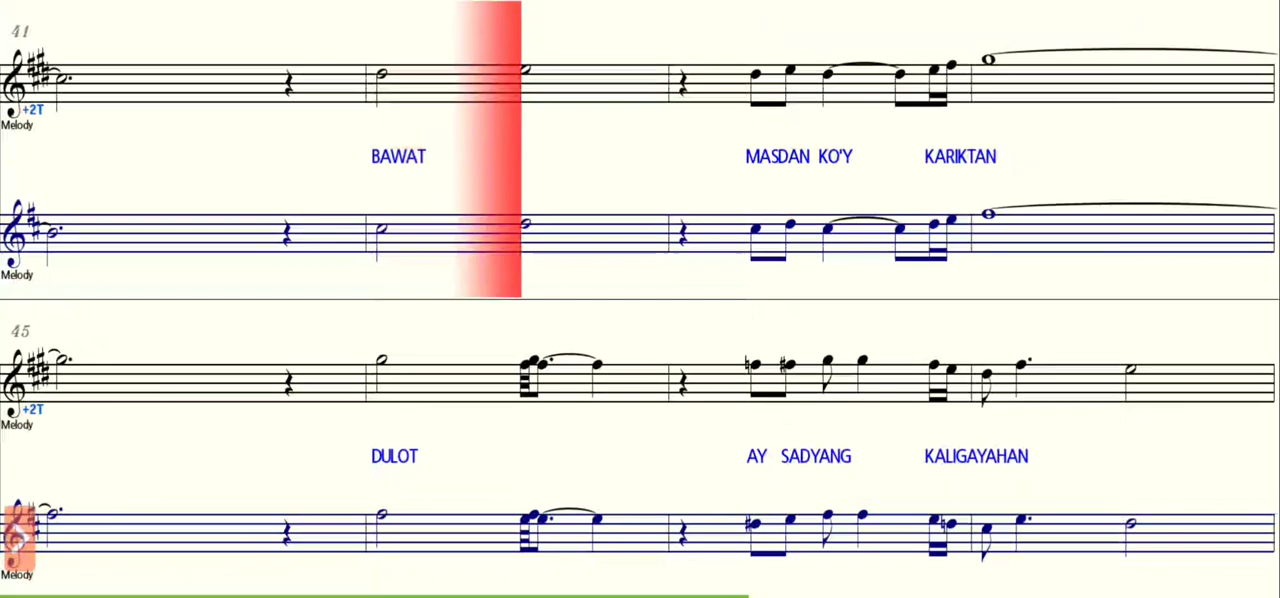 41
+2T
Melody
BAWAT MASDAN KO'Y KARIKTAN
Melody
45
+2T
Melody
DULOT AY SADYANG KALIGAYAHAN
Melody